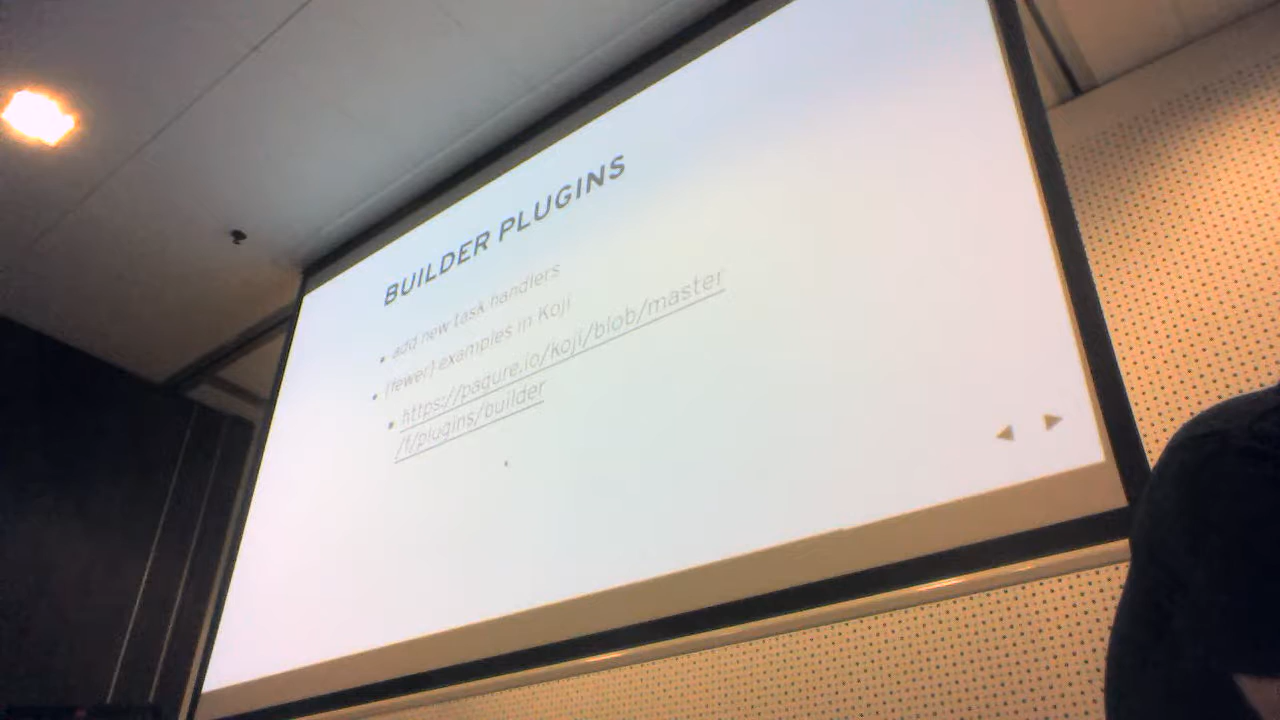 BUILDER PLUGINS
• add new task handlers
• (fewer) examples in Koji
• https://pagure.io/koji/blob/master
/f/plugins/builder